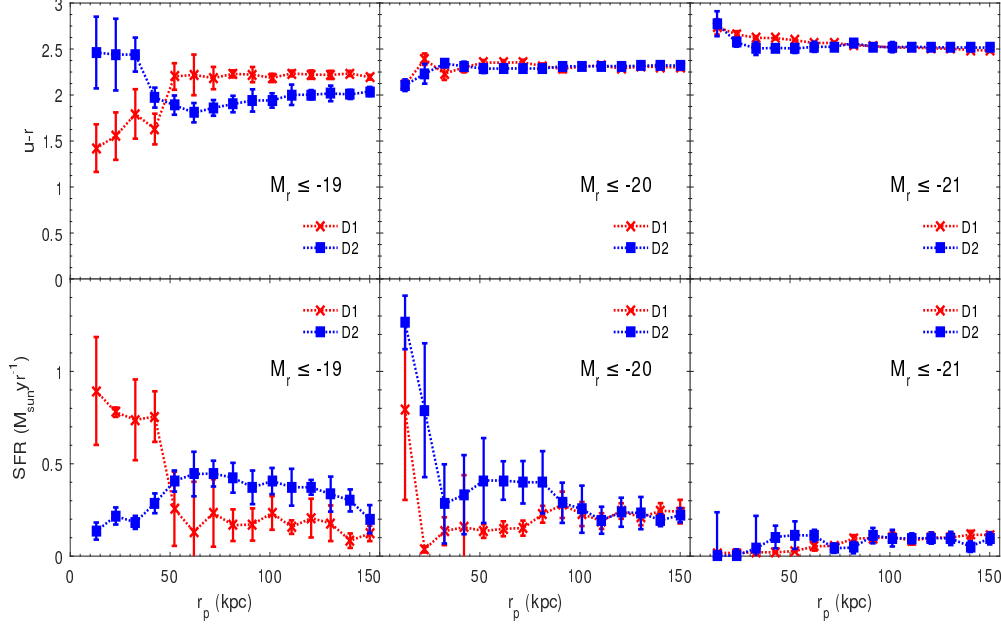 3
2.5
2
1.5
1
0.5
0
u-r
M_r ≤ -19
D1
D2
M_r ≤ -20
D1
D2
M_r ≤ -21
D1
D2
1
0.5
0
SFR (M_sun yr^-1)
D1
D2
M_r ≤ -19
D1
D2
M_r ≤ -20
D1
D2
M_r ≤ -21
0 50 100 150
50 100 150
50 100 150
r_p (kpc)
r_p (kpc)
r_p (kpc)